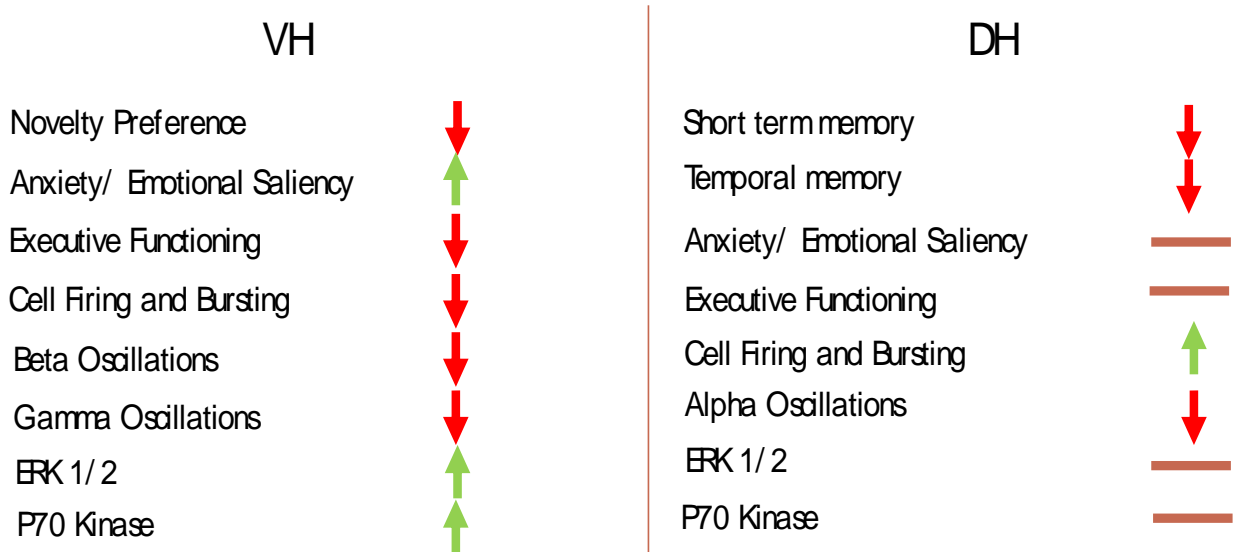 VH
Novelty Preference
Anxiety/ Emotional Saliency
Executive Functioning
Cell Firing and Bursting
Beta Oscillations
Gamma Oscillations
ERK 1/2
P70 Kinase
DH
Short term memory
Temporal memory
Anxiety/ Emotional Saliency
Executive Functioning
Cell Firing and Bursting
Alpha Oscillations
ERK 1/2
P70 Kinase